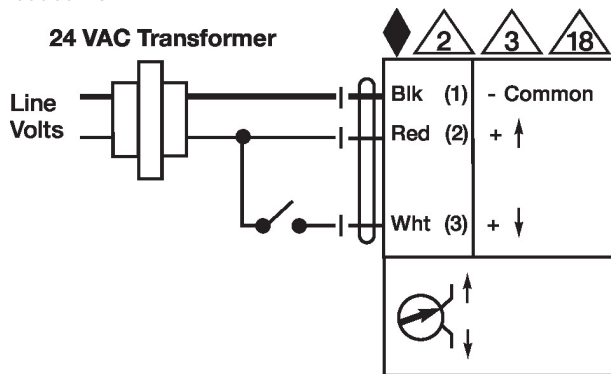 24 VAC Transformer
2 3 18
Line
Volts
Blk (1) - Common
Red (2) +
Wht (3) +